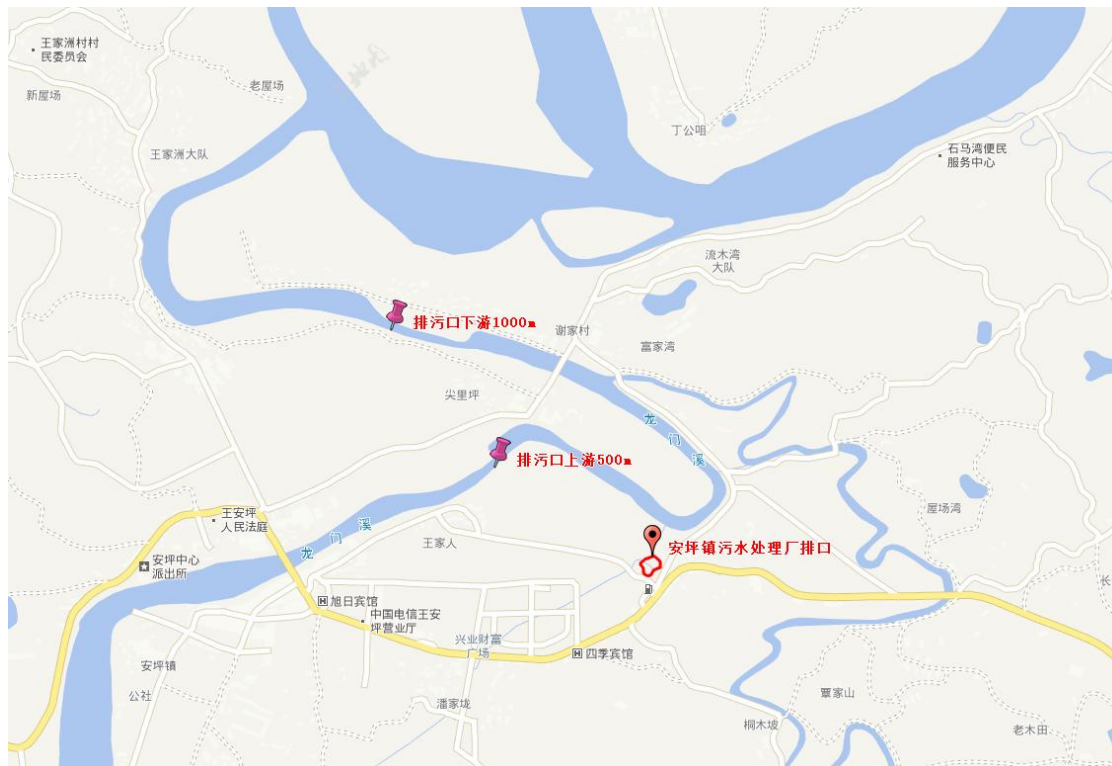 王家洲村村
民委员会
新屋场
老屋场
丁公咀
王家洲大队
石马湾便民
服务中心
流木湾
大队
排污口下游1000m
谢家村
富家湾
尖里坪
龙门溪
排污口上游500m
王安坪
人民法庭
龙门溪
王家人
安坪镇污水处理厂排口
屋场湾
安坪中心
派出所
长
旭日宾馆
中国电信王安
坪营业厅
兴业财富
广场
四季宾馆
安坪镇
公社
潘家垅
覃家山
桐木坡
老木田